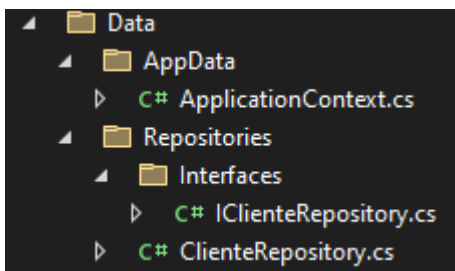 Data
AppData
C# ApplicationContext.cs
Repositories
Interfaces
C# IClienteRepository.cs
C# ClienteRepository.cs